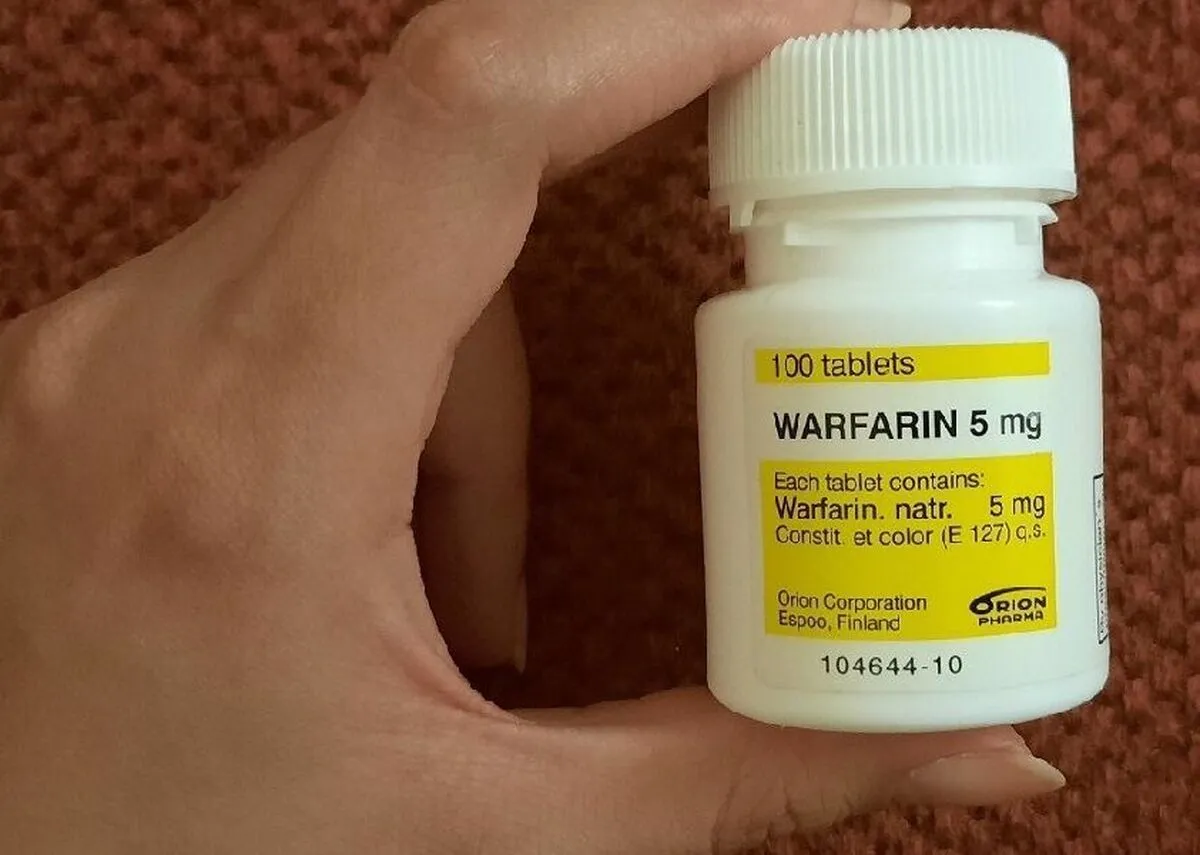 100 tablets
WARFARIN 5 mg
Each tablet contains:
Warfarin. natr. 5 mg
Constit. et color (E 127) q.s.
Orion Corporation
Espoo, Finland
ORION
PHARMA
104644-10